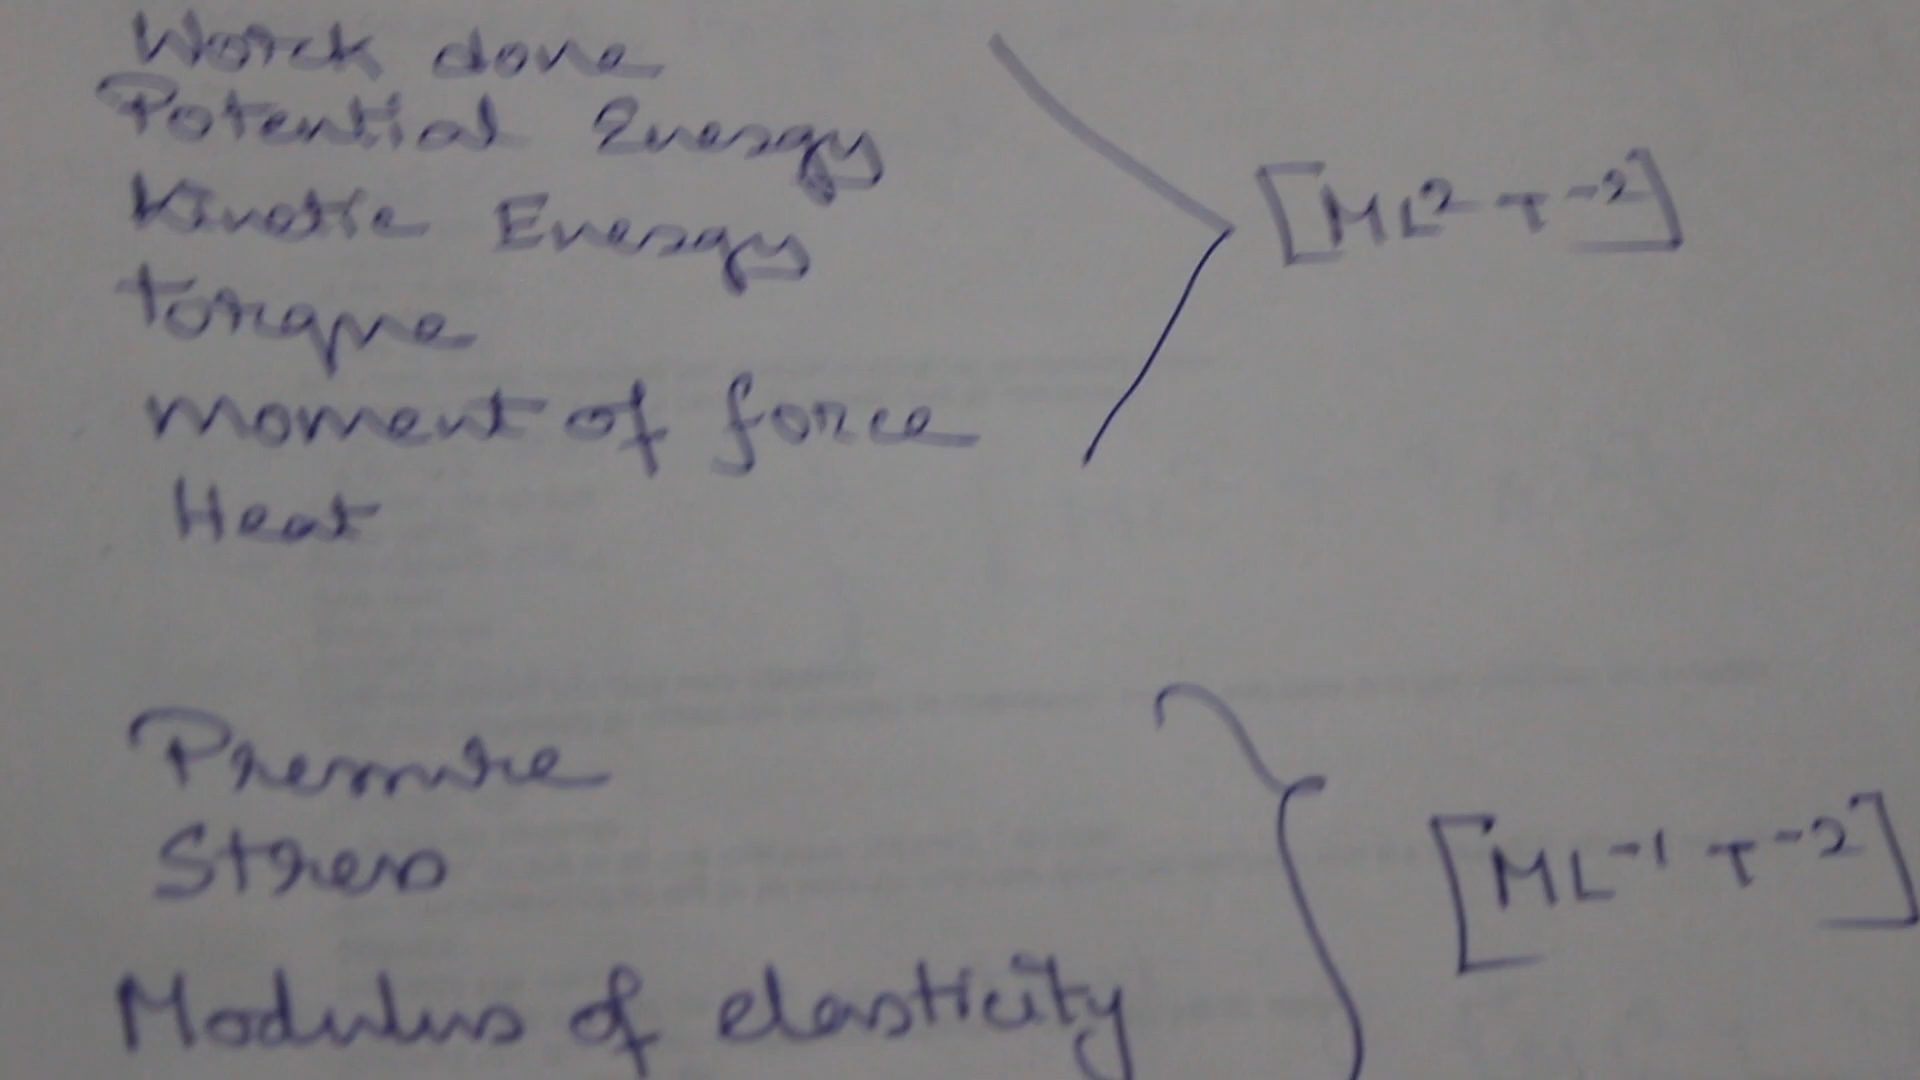 Work done
Potential Energy
Kinetic Energy
[ML² T⁻²]
torque
moment of force
Heat
Pressure
Stress
[ML⁻¹ T⁻²]
Modulus of elasticity